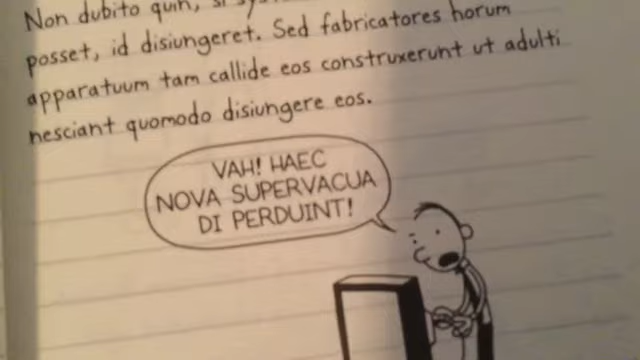 Non dubito quin, si
posset, id disiungeret. Sed fabricatores horum
apparatuum tam callide eos construxerunt ut adulti
nesciant quomodo disiungere eos.
VAH! HAEC
NOVA SUPERVACUA
DI PERDUINT!